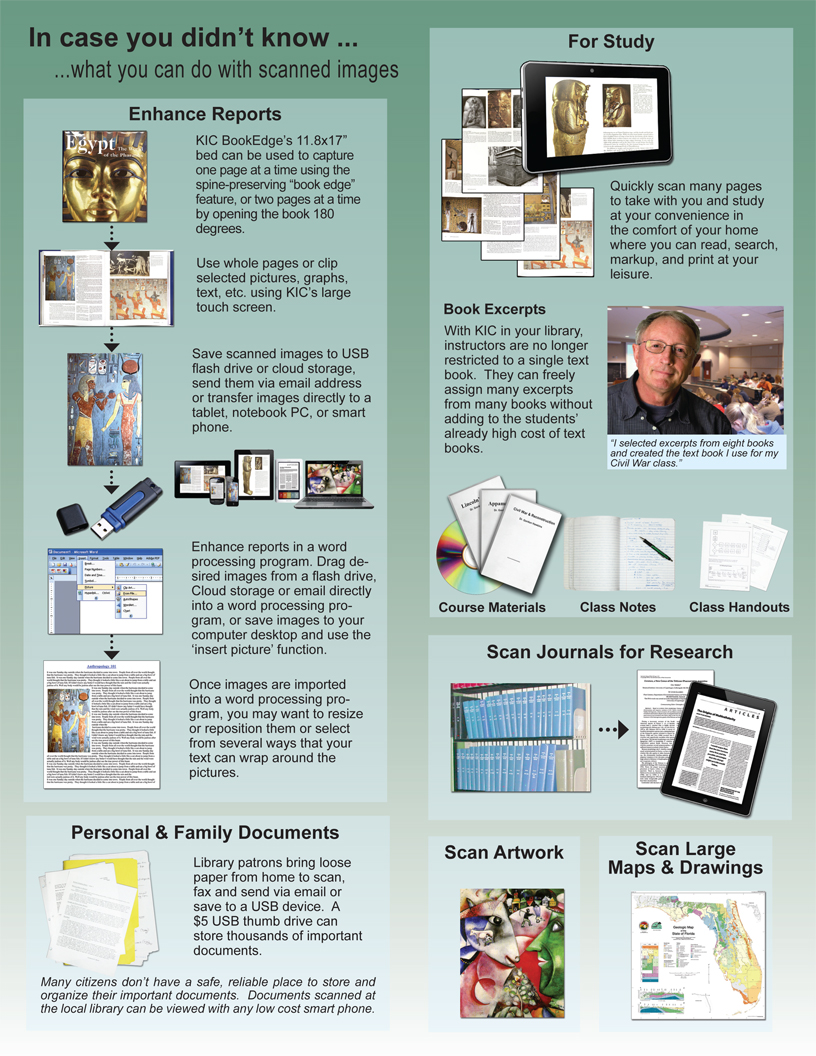 In case you didn’t know ...
...what you can do with scanned images
Enhance Reports
Egypt
KIC BookEdge’s 11.8x17”
bed can be used to capture
one page at a time using the
spine-preserving “book edge”
feature, or two pages at a time
by opening the book 180
degrees.
Use whole pages or clip
selected pictures, graphs,
text, etc. using KIC’s large
touch screen.
Save scanned images to USB
flash drive or cloud storage,
send them via email address
or transfer images directly to a
tablet, notebook PC, or smart
phone.
Enhance reports in a word
processing program. Drag de-
sired images from a flash drive,
Cloud storage or email directly
into a word processing pro-
gram, or save images to your
computer desktop and use the
‘insert picture’ function.
Anthropology 101
Once images are imported
into a word processing pro-
gram, you may want to resize
or reposition them or select
from several ways that your
text can wrap around the
pictures.
Personal & Family Documents
Library patrons bring loose
paper from home to scan,
fax and send via email or
save to a USB device. A
$5 USB thumb drive can
store thousands of important
documents.
Many citizens don’t have a safe, reliable place to store and
organize their important documents. Documents scanned at
the local library can be viewed with any low cost smart phone.
For Study
Quickly scan many pages
to take with you and study
at your convenience in
the comfort of your home
where you can read, search,
markup, and print at your
leisure.
Book Excerpts
With KIC in your library,
instructors are no longer
restricted to a single text
book. They can freely
assign many excerpts
from many books without
adding to the students’
already high cost of text
books.
“I selected excerpts from eight books
and created the text book I use for my
Civil War class.”
Lincoln
Appom
Civil War & Reconstruction
Course Materials
Class Notes
Class Handouts
Scan Journals for Research
ARTICLES
Scan Artwork
Scan Large
Maps & Drawings
Geologic Map
of the
State of Florida